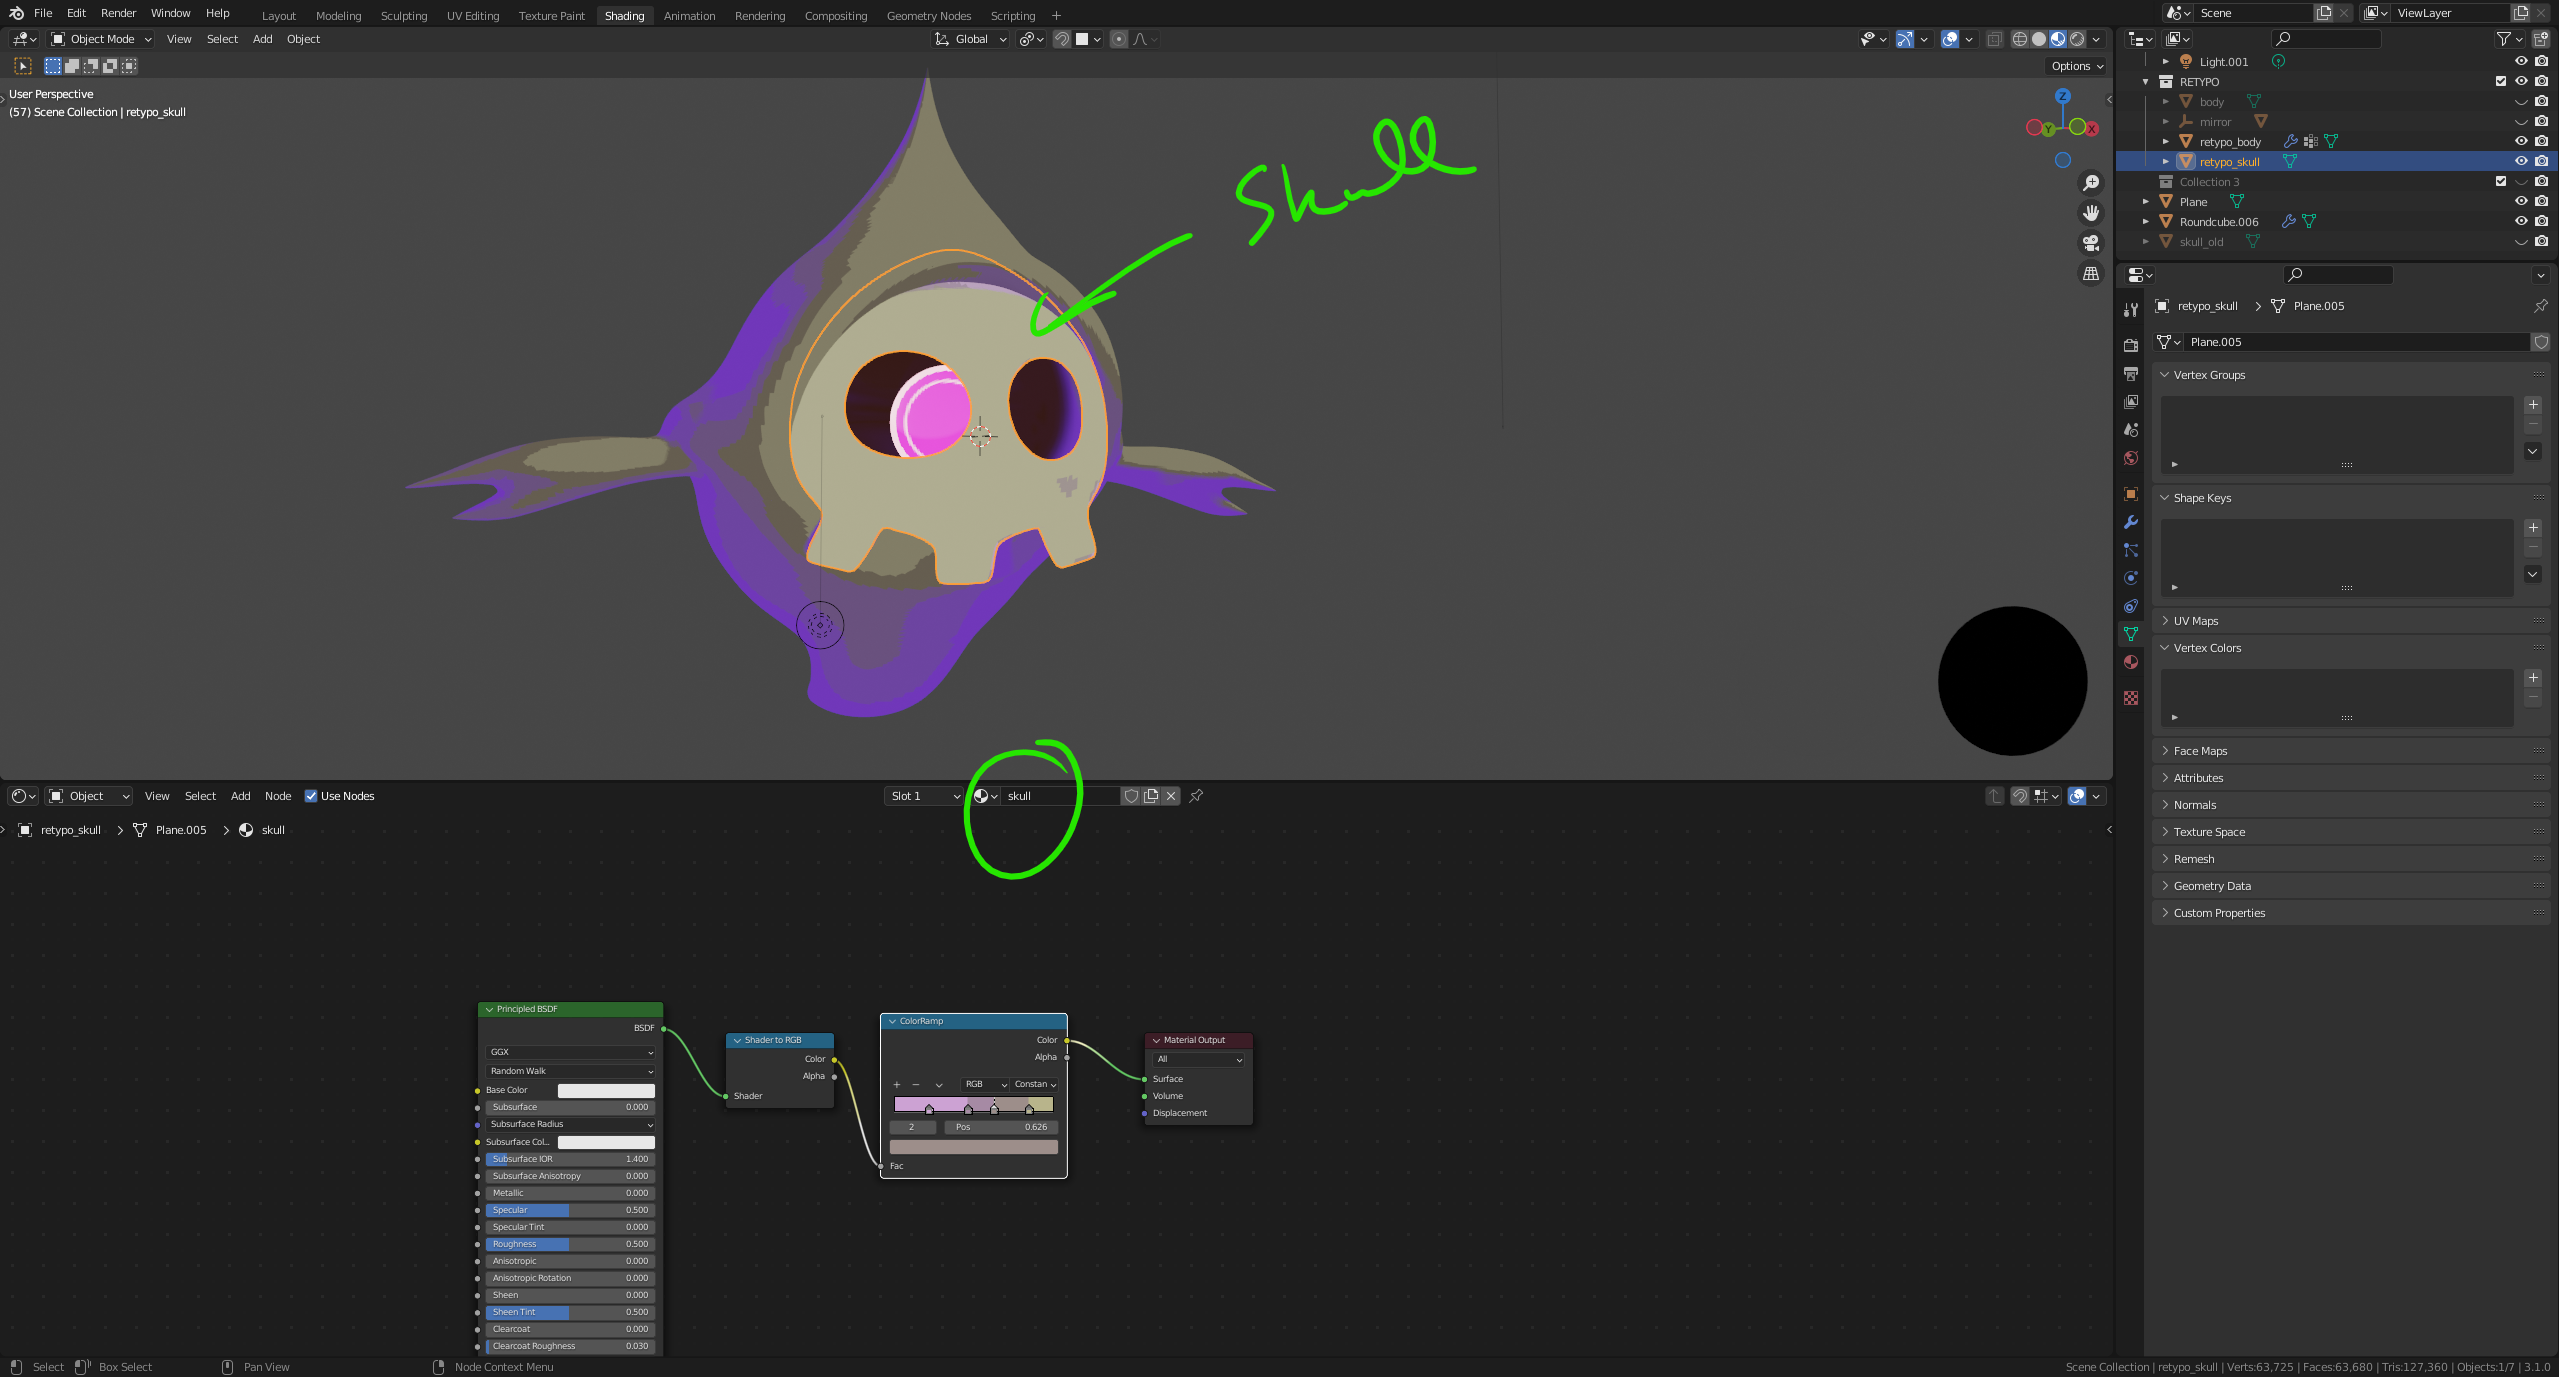 File Edit Render Window Help Layout Modeling Sculpting UV Editing Texture Paint Shading Animation Rendering Compositing Geometry Nodes Scripting + Scene ViewLayer
Object Mode View Select Add Object Global
Options
User Perspective
(57) Scene Collection | retypo_skull
Z
Y X
Skull
Light.001
RETYPO
body
mirror
retypo_body
retypo_skull
Collection 3
Plane
Roundcube.006
skull_old
retypo_skull > Plane.005
Plane.005
Vertex Groups
Shape Keys
UV Maps
Vertex Colors
Face Maps
Attributes
Normals
Texture Space
Remesh
Geometry Data
Custom Properties
Object View Select Add Node Use Nodes Slot 1 skull
retypo_skull > Plane.005 > skull
Principled BSDF
BSDF
GGX
Random Walk
Base Color
Subsurface 0.000
Subsurface Radius
Subsurface Col..
Subsurface IOR 1.400
Subsurface Anisotropy 0.000
Metallic 0.000
Specular 0.500
Specular Tint 0.000
Roughness 0.500
Anisotropic 0.000
Anisotropic Rotation 0.000
Sheen 0.000
Sheen Tint 0.500
Clearcoat 0.000
Clearcoat Roughness 0.030
Shader to RGB
Color
Alpha
Shader
ColorRamp
Color
Alpha
+ − RGB Constan
2 Pos 0.626
Fac
Material Output
All
Surface
Volume
Displacement
Select Box Select Pan View Node Context Menu Scene Collection | retypo_skull | Verts:63,725 | Faces:63,680 | Tris:127,360 | Objects:1/7 | 3.1.0